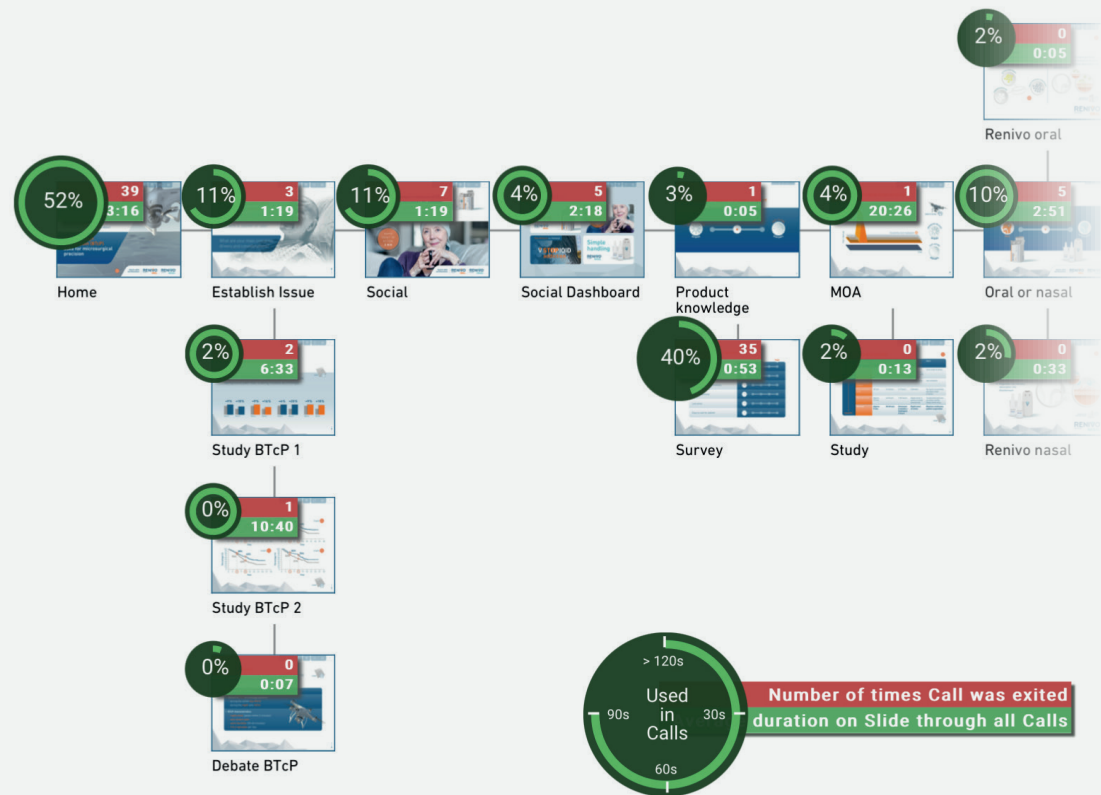 2%
0
0:05
RENIVO
Renivo oral
52%
39
3:16
precision
Home
11%
3
1:19
Establish Issue
11%
7
1:19
Social
4%
5
2:18
Simple
handling
Social Dashboard
3%
1
0:05
Product
knowledge
4%
1
20:26
MOA
10%
5
2:51
Oral or nasal
2%
2
6:33
Study BTcP 1
40%
35
0:53
Survey
2%
0
0:13
Study
2%
0
0:33
RENIVO
Renivo nasal
0%
1
10:40
Study BTcP 2
0%
0
0:07
Debate BTcP
> 120s
Used
in
Calls
90s
30s
60s
Number of times Call was exited
duration on Slide through all Calls